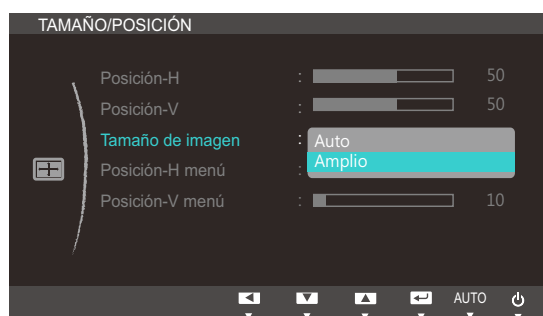 TAMAÑO/POSICIÓN
Posición-H : 50
Posición-V : 50
Tamaño de imagen : Auto
Amplio
Posición-H menú :
Posición-V menú : 10
AUTO